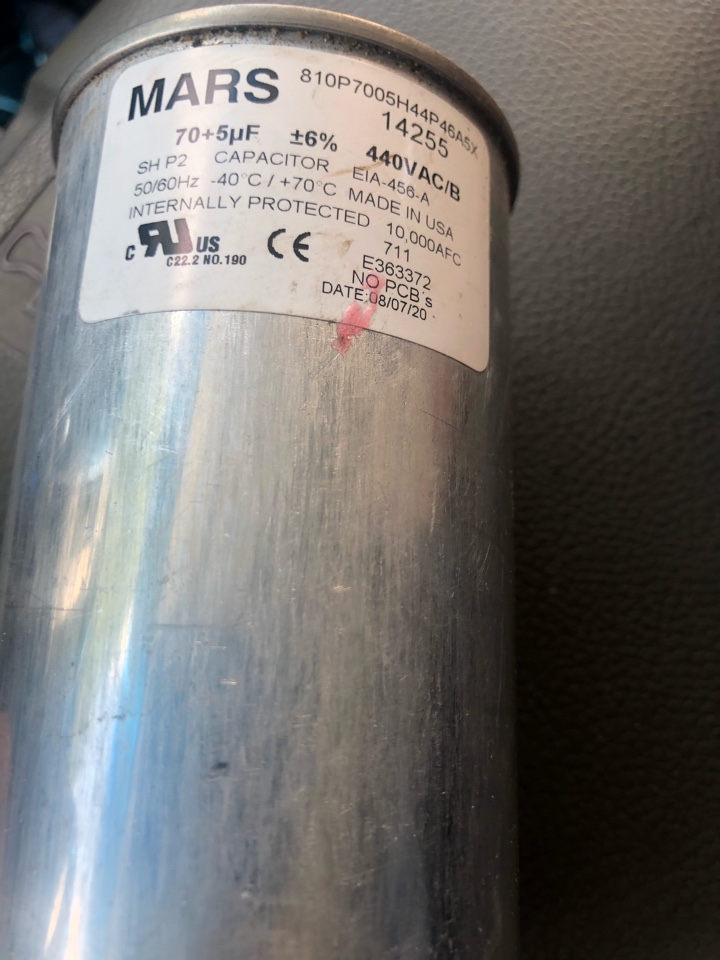 MARS 810P7005H44P46A5X
14255
70+5µF ±6% 440VAC/B
SH P2 CAPACITOR EIA-456-A
50/60Hz -40°C / +70°C MADE IN USA
INTERNALLY PROTECTED 10,000AFC
711
C RU US
C22.2 NO.190
CE
E363372
NO PCB's
DATE:08/07/20